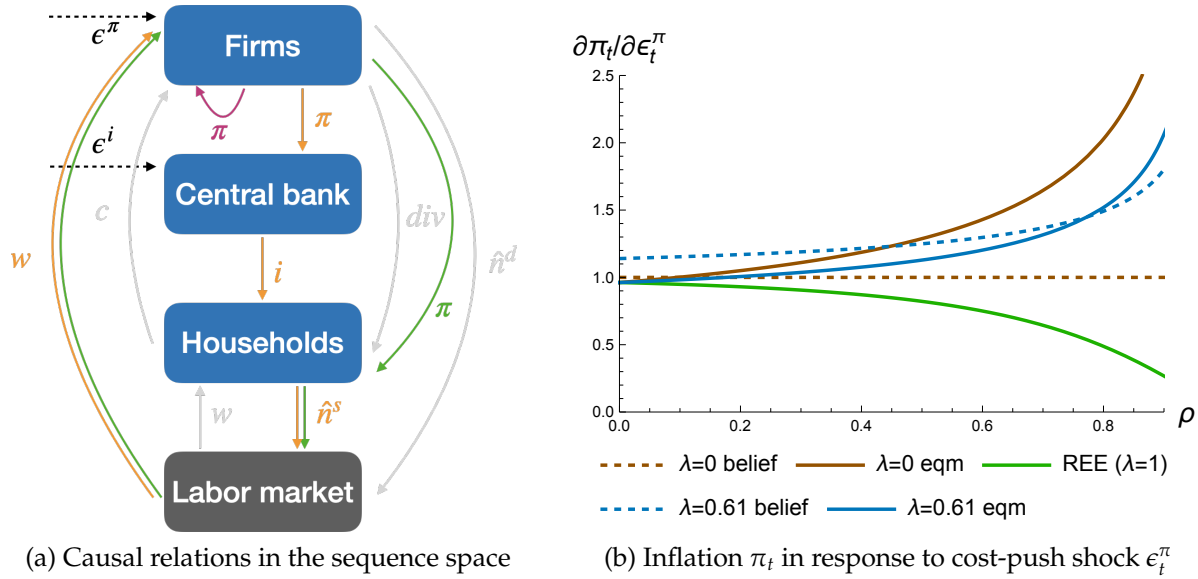 ϵ^π
Firms
π
π
ϵ^i
Central bank
c
div
w
n̂^d
i
π
Households
w
n̂^s
Labor market
(a) Causal relations in the sequence space
∂π_t/∂ϵ_t^π
2.5
2.0
1.5
1.0
0.5
0.0
0.0 0.2 0.4 0.6 0.8
ρ
λ=0 belief λ=0 eqm REE (λ=1)
λ=0.61 belief λ=0.61 eqm
(b) Inflation π_t in response to cost-push shock ϵ_t^π